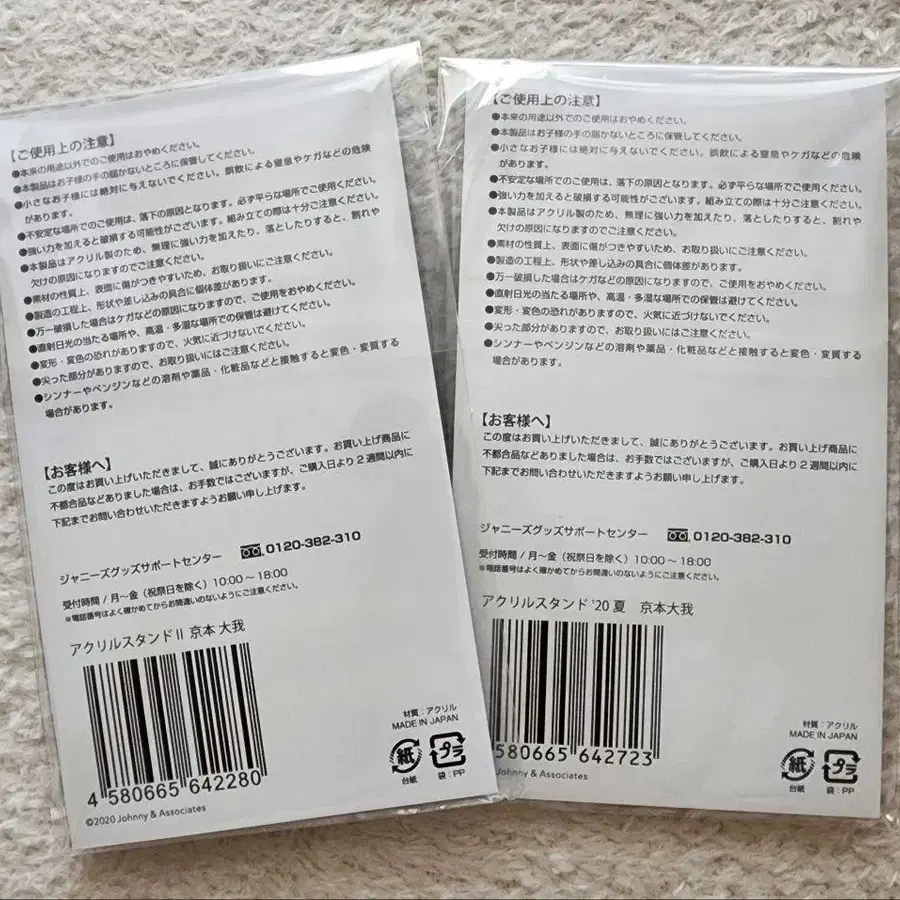 【ご使用上の注意】
●本来の用途以外でのご使用はおやめください。
●本製品はお子様の手の届かないところに保管してください。
●小さなお子様には絶対に与えないでください。誤飲による窒息やケガなどの危険
があります。
●不安定な場所でのご使用は、落下の原因となります。必ず平らな場所でご使用ください。
●強い力を加えると破損する可能性がございます。組み立ての際は十分ご注意ください。
●本製品はアクリル製のため、無理に強い力を加えたり、落としたりすると、割れや
欠けの原因になりますのでご注意ください。
●素材の性質上、表面に傷がつきやすいため、お取り扱いにご注意ください。
●製造の工程上、形状や差し込みの具合に個体差があります。
●万一破損した場合はケガなどの原因になりますので、ご使用をおやめください。
●直射日光の当たる場所や、高温・多湿な場所での保管は避けてください。
●変形・変色の恐れがありますので、火気に近づけないでください。
●尖った部分がありますので、お取り扱いにはご注意ください。
●シンナーやベンジンなどの溶剤や薬品・化粧品などと接触すると変色・変質する
場合があります。
【お客様へ】
この度はお買い上げいただきまして、誠にありがとうございます。お買い上げ商品に
不都合品などありました場合は、お手数ではございますが、ご購入日より2週間以内に
下記までお問い合わせいただきますようお願い申し上げます。
ジャニーズグッズサポートセンター 0120-382-310
受付時間 / 月〜金（祝祭日を除く）10:00〜18:00
※電話番号はよく確かめてからお間違いのないようにご注意ください。
アクリルスタンドII 京本 大我
材質：アクリル
MADE IN JAPAN
紙 プラ
台紙 袋：PP
4 580665 642280
©2020 Johnny & Associates
【ご使用上の注意】
●本来の用途以外でのご使用はおやめください。
●本製品はお子様の手の届かないところに保管してください。
●小さなお子様には絶対に与えないでください。誤飲による窒息やケガなどの危険
があります。
●不安定な場所でのご使用は、落下の原因となります。必ず平らな場所でご使用ください。
●強い力を加えると破損する可能性がございます。組み立ての際は十分ご注意ください。
●本製品はアクリル製のため、無理に強い力を加えたり、落としたりすると、割れや
欠けの原因になりますのでご注意ください。
●素材の性質上、表面に傷がつきやすいため、お取り扱いにご注意ください。
●製造の工程上、形状や差し込みの具合に個体差があります。
●万一破損した場合はケガなどの原因になりますので、ご使用をおやめください。
●直射日光の当たる場所や、高温・多湿な場所での保管は避けてください。
●変形・変色の恐れがありますので、火気に近づけないでください。
●尖った部分がありますので、お取り扱いにはご注意ください。
●シンナーやベンジンなどの溶剤や薬品・化粧品などと接触すると変色・変質する
場合があります。
【お客様へ】
この度はお買い上げいただきまして、誠にありがとうございます。お買い上げ商品に
不都合品などありました場合は、お手数ではございますが、ご購入日より2週間以内に
下記までお問い合わせいただきますようお願い申し上げます。
ジャニーズグッズサポートセンター 0120-382-310
受付時間 / 月〜金（祝祭日を除く）10:00〜18:00
※電話番号はよく確かめてからお間違いのないようにご注意ください。
アクリルスタンド '20 夏 京本大我
材質：アクリル
MADE IN JAPAN
紙 プラ
台紙 袋：PP
580665 642723
Johnny & Associates